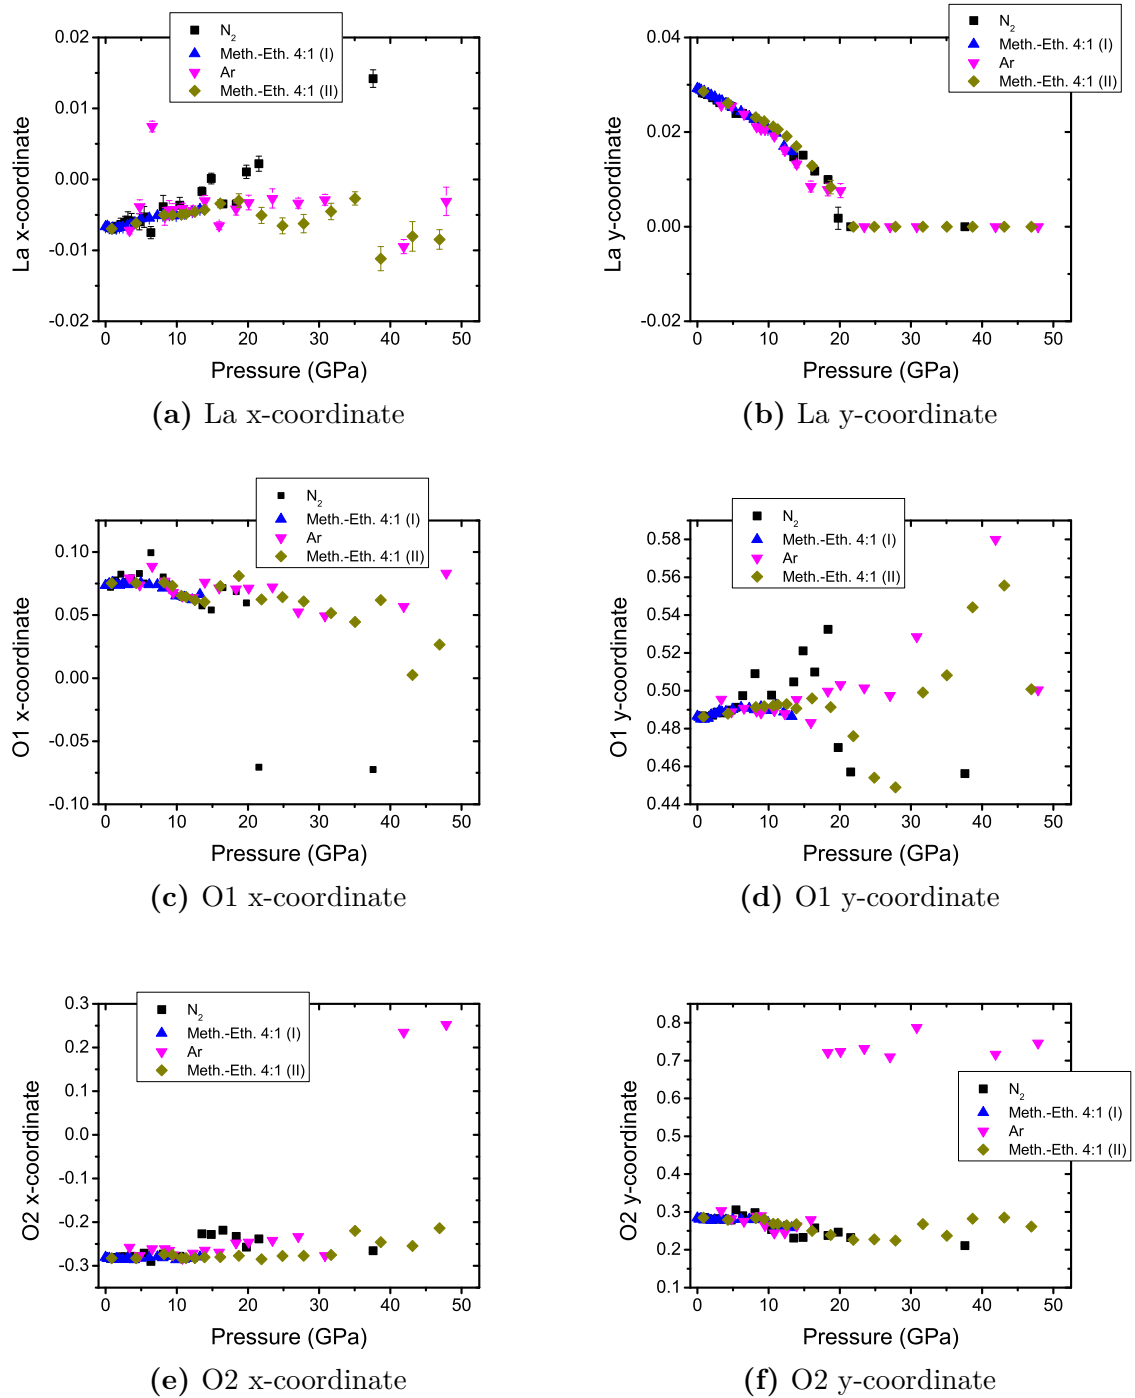 N2
Meth.-Eth. 4:1 (I)
Ar
Meth.-Eth. 4:1 (II)
0.02
0.01
0.00
-0.01
-0.02
La x-coordinate
0 10 20 30 40 50
Pressure (GPa)
(a) La x-coordinate
N2
Meth.-Eth. 4:1 (I)
Ar
Meth.-Eth. 4:1 (II)
0.04
0.02
0.00
-0.02
-0.04
La y-coordinate
0 10 20 30 40 50
Pressure (GPa)
(b) La y-coordinate
N2
Meth.-Eth. 4:1 (I)
Ar
Meth.-Eth. 4:1 (II)
0.10
0.05
0.00
-0.05
-0.10
O1 x-coordinate
0 10 20 30 40 50
Pressure (GPa)
(c) O1 x-coordinate
N2
Meth.-Eth. 4:1 (I)
Ar
Meth.-Eth. 4:1 (II)
0.58
0.56
0.54
0.52
0.50
0.48
0.46
0.44
O1 y-coordinate
0 10 20 30 40 50
Pressure (GPa)
(d) O1 y-coordinate
N2
Meth.-Eth. 4:1 (I)
Ar
Meth.-Eth. 4:1 (II)
0.3
0.2
0.1
0.0
-0.1
-0.2
-0.3
O2 x-coordinate
0 10 20 30 40 50
Pressure (GPa)
(e) O2 x-coordinate
N2
Meth.-Eth. 4:1 (I)
Ar
Meth.-Eth. 4:1 (II)
0.8
0.7
0.6
0.5
0.4
0.3
0.2
0.1
O2 y-coordinate
0 10 20 30 40 50
Pressure (GPa)
(f) O2 y-coordinate